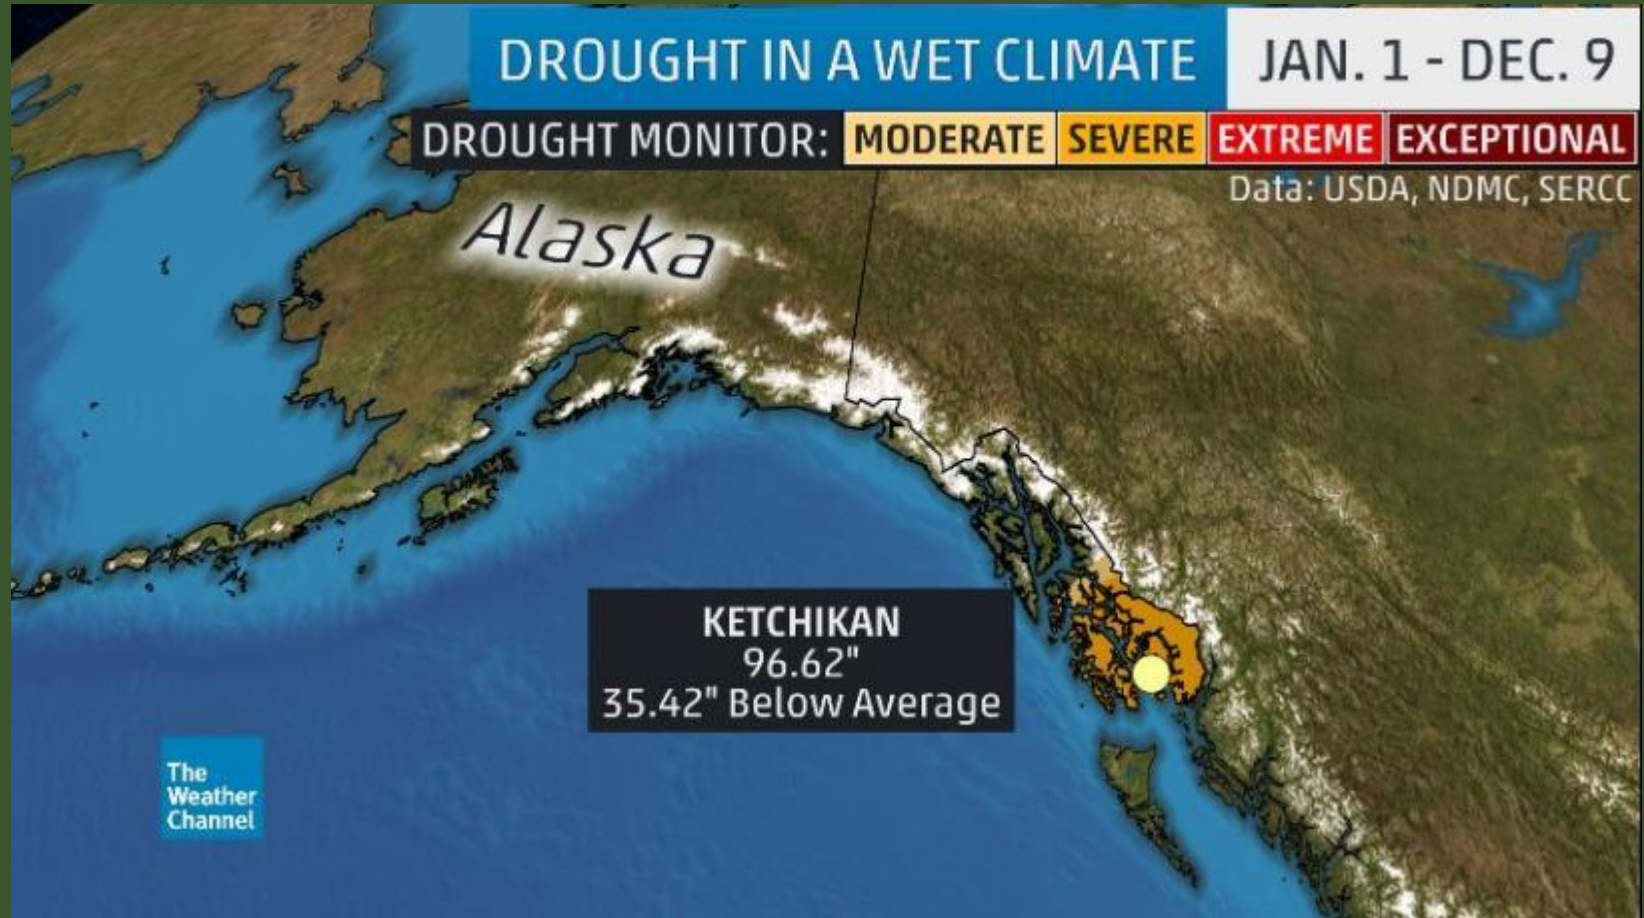 DROUGHT IN A WET CLIMATE
JAN. 1 - DEC. 9
DROUGHT MONITOR: MODERATE SEVERE EXTREME EXCEPTIONAL
Data: USDA, NDMC, SERCC
Alaska
KETCHIKAN
96.62"
35.42" Below Average
The
Weather
Channel